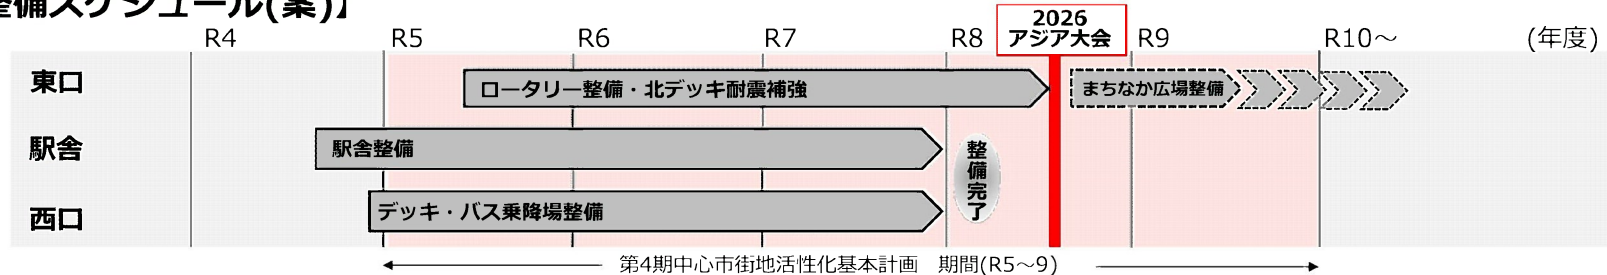 備スケジュール(案)】
R4 R5 R6 R7 R8 2026 R9 R10～ (年度)
アジア大会
東口 ロータリー整備・北デッキ耐震補強 まちなか広場整備
駅舎 駅舎整備
整備完了
西口 デッキ・バス乗降場整備
第4期中心市街地活性化基本計画 期間(R5～9)